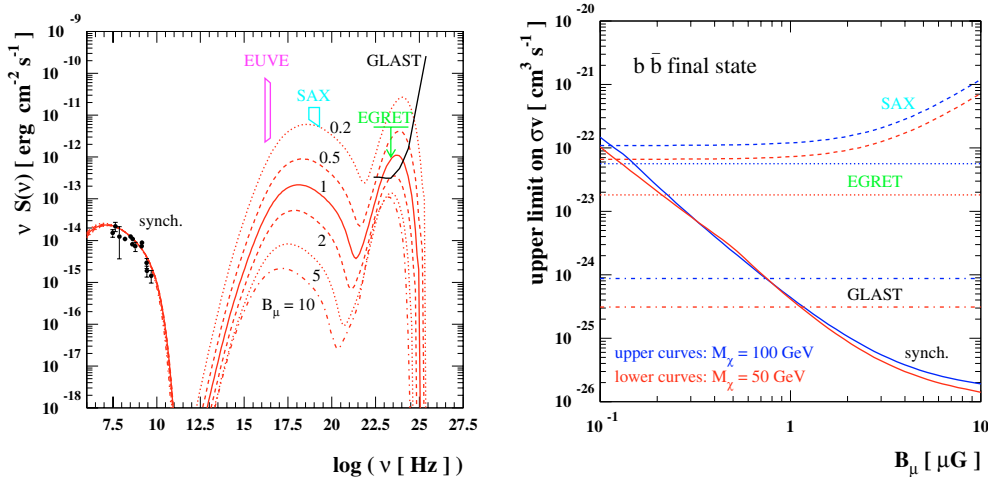 ν S(ν) [ erg cm⁻² s⁻¹ ]
10⁻⁹
10⁻¹⁰
10⁻¹¹
10⁻¹²
10⁻¹³
10⁻¹⁴
10⁻¹⁵
10⁻¹⁶
10⁻¹⁷
10⁻¹⁸
EUVE
SAX
GLAST
EGRET
0.2
0.5
1
2
5
B_μ = 10
synch.
7.5 10 12.5 15 17.5 20 22.5 25 27.5
log ( ν [ Hz ] )
upper limit on σv [ cm³ s⁻¹ ]
10⁻²⁰
10⁻²¹
10⁻²²
10⁻²³
10⁻²⁴
10⁻²⁵
10⁻²⁶
b b̄ final state
SAX
EGRET
GLAST
synch.
upper curves: M_χ = 100 GeV
lower curves: M_χ = 50 GeV
10⁻¹ 1 10
B_μ [ μG ]